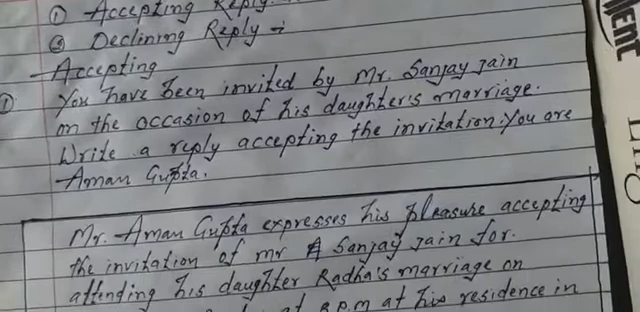 ① Accepting Reply.
② Declining Reply →
Accepting
① You have been invited by Mr. Sanjay Jain
on the occasion of his daughter's marriage.
Write a reply accepting the invitation. You are
Aman Gupta.
Mr. Aman Gupta expresses his pleasure accepting
the invitation of mr Sanjay Jain for.
attending his daughter Radha's marriage on
at 8 p.m at his residence in